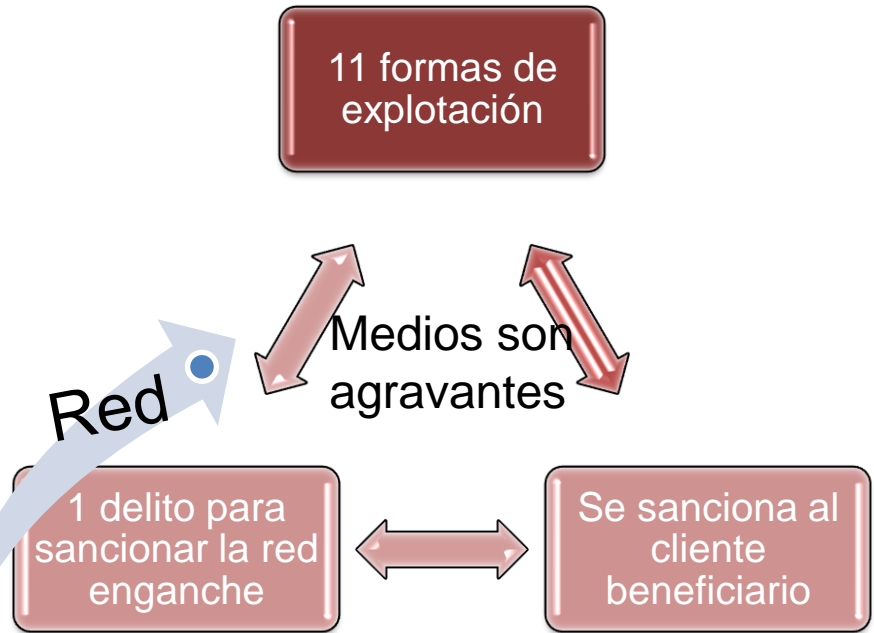 11 formas de
explotación
Medios son
agravantes
Red
1 delito para
sancionar la red
enganche
Se sanciona al
cliente
beneficiario